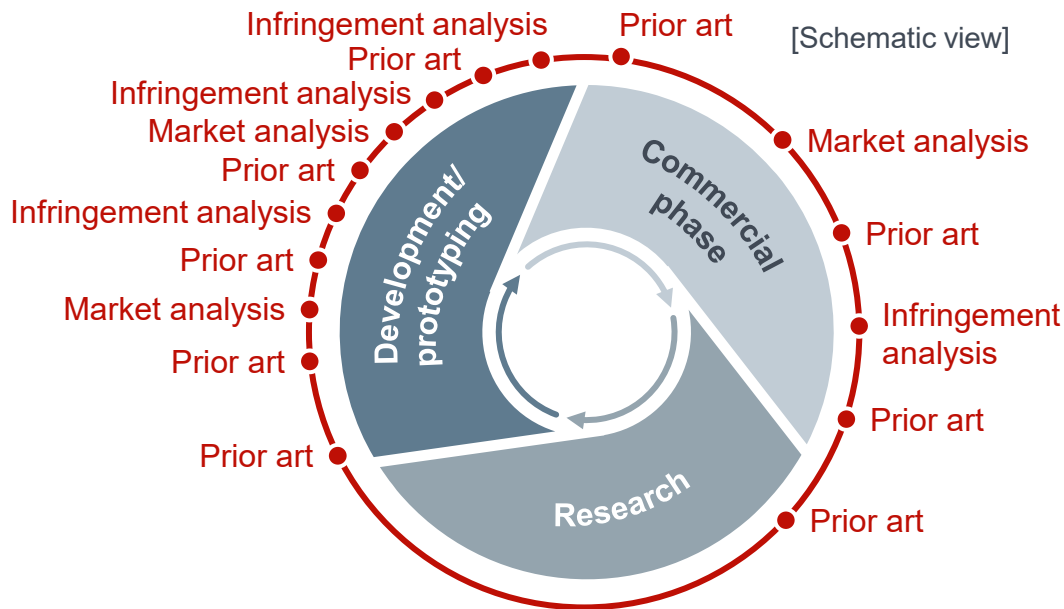 Infringement analysis
Prior art
[Schematic view]
Prior art
Infringement analysis
Market analysis
Prior art
Infringement analysis
Prior art
Market analysis
Prior art
Prior art
Market analysis
Prior art
Infringement
analysis
Prior art
Prior art
Development/
prototyping
Commercial
phase
Research